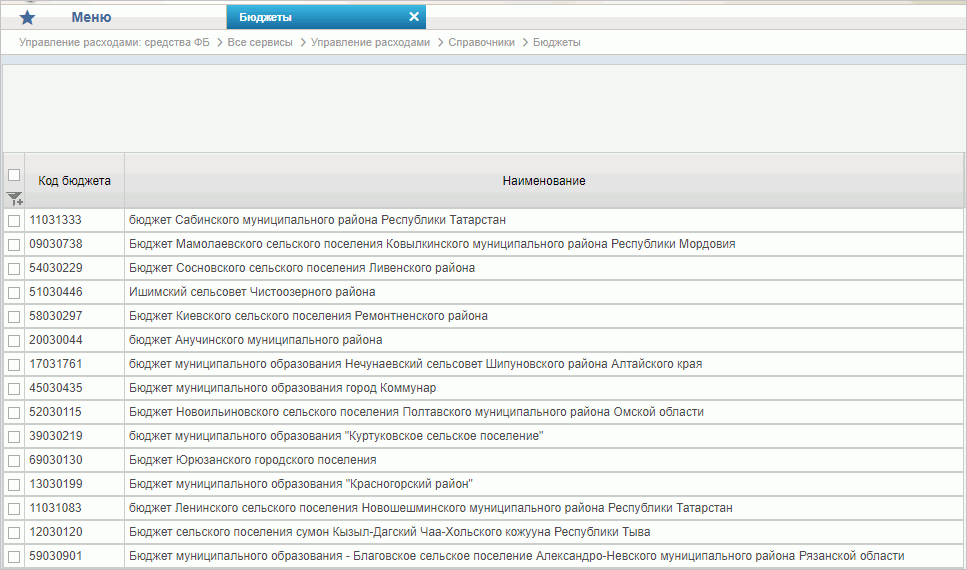 Меню
Бюджеты
Управление расходами: средства ФБ > Все сервисы > Управление расходами > Справочники > Бюджеты
Код бюджета Наименование
11031333 бюджет Сабинского муниципального района Республики Татарстан
09030738 Бюджет Мамолаевского сельского поселения Ковылкинского муниципального района Республики Мордовия
54030229 Бюджет Сосновского сельского поселения Ливенского района
51030446 Ишимский сельсовет Чистоозерного района
58030297 Бюджет Киевского сельского поселения Ремонтненского района
20030044 бюджет Анучинского муниципального района
17031761 бюджет муниципального образования Нечунаевский сельсовет Шипуновского района Алтайского края
45030435 Бюджет муниципального образования город Коммунар
52030115 Бюджет Новоильиновского сельского поселения Полтавского муниципального района Омской области
39030219 бюджет муниципального образования "Куртуковское сельское поселение"
69030130 Бюджет Юрюзанского городского поселения
13030199 Бюджет муниципального образования "Красногорский район"
11031083 бюджет Ленинского сельского поселения Новошешминского муниципального района Республики Татарстан
12030120 Бюджет сельского поселения сумон Кызыл-Дагский Чаа-Хольского кожууна Республики Тыва
59030901 Бюджет муниципального образования - Благовское сельское поселение Александро-Невского муниципального района Рязанской области